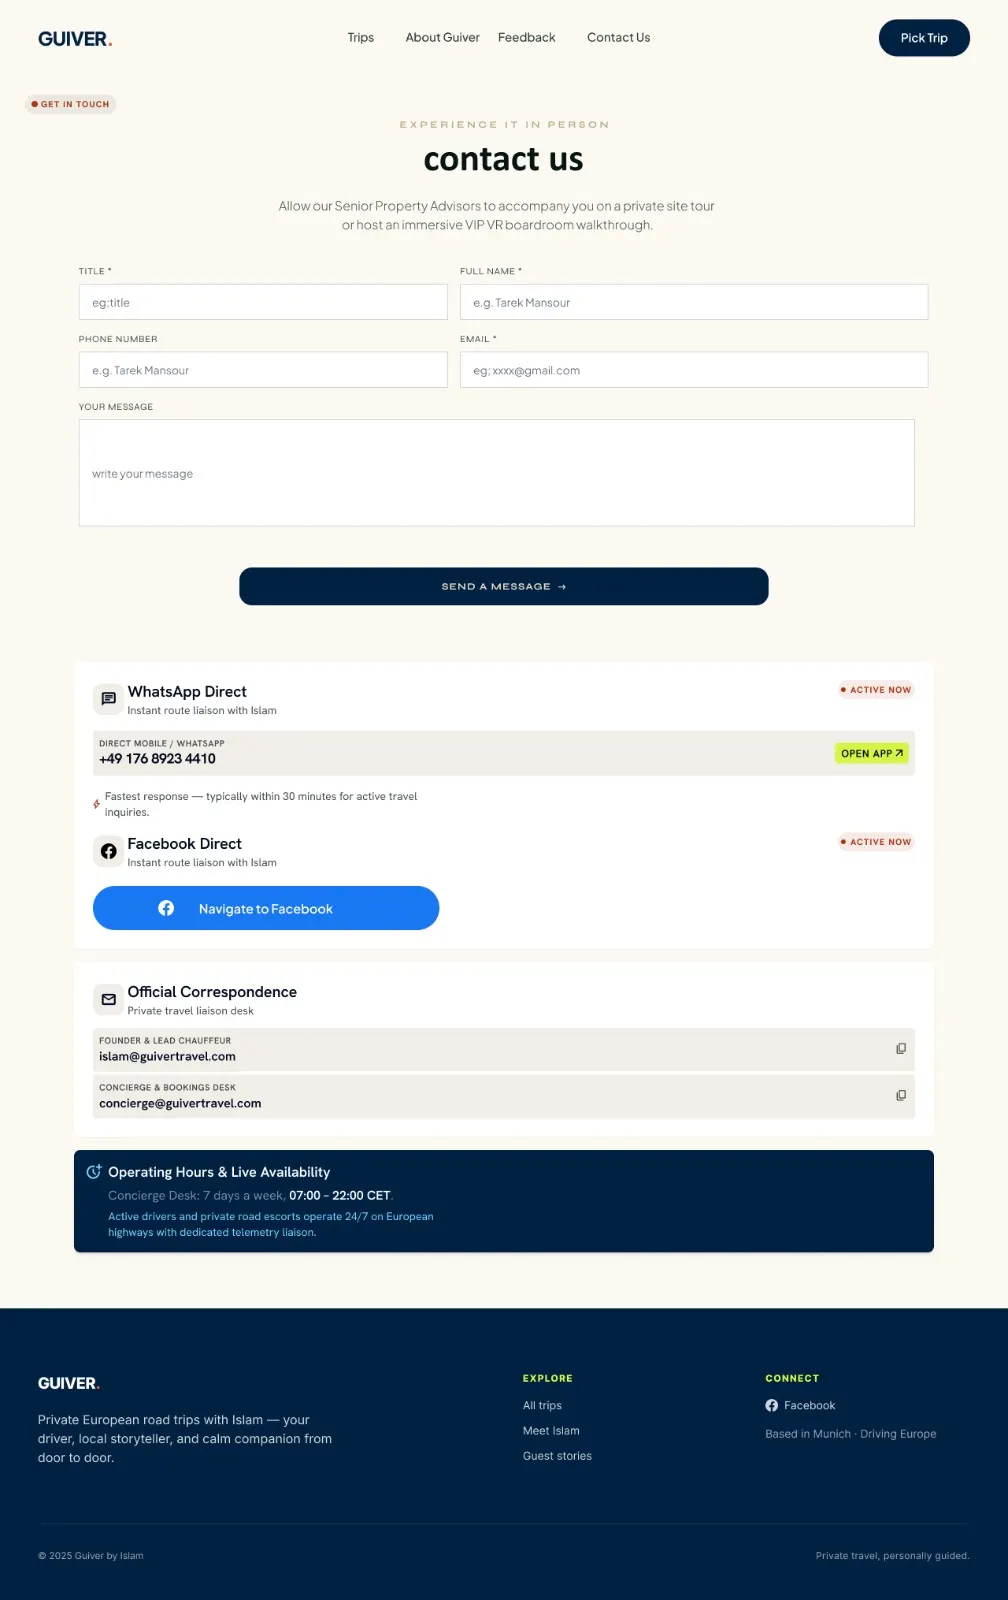 GUIVER.
Trips
About Guiver
Feedback
Contact Us
Pick Trip
GET IN TOUCH
EXPERIENCE IT IN PERSON
contact us
Allow our Senior Property Advisors to accompany you on a private site tour
or host an immersive VIP VR boardroom walkthrough.
TITLE *
FULL NAME *
eg;title
e.g. Tarek Mansour
PHONE NUMBER
EMAIL *
e.g. Tarek Mansour
eg; xxxx@gmail.com
YOUR MESSAGE
write your message
SEND A MESSAGE →
WhatsApp Direct
Instant route liaison with Islam
ACTIVE NOW
DIRECT MOBILE / WHATSAPP
+49 176 8923 4410
OPEN APP
Fastest response — typically within 30 minutes for active travel
inquiries.
Facebook Direct
Instant route liaison with Islam
ACTIVE NOW
Navigate to Facebook
Official Correspondence
Private travel liaison desk
FOUNDER & LEAD CHAUFFEUR
islam@guivertravel.com
CONCIERGE & BOOKINGS DESK
concierge@guivertravel.com
Operating Hours & Live Availability
Concierge Desk: 7 days a week, 07:00 – 22:00 CET.
Active drivers and private road escorts operate 24/7 on European
highways with dedicated telemetry liaison.
GUIVER.
Private European road trips with Islam — your
driver, local storyteller, and calm companion from
door to door.
EXPLORE
All trips
Meet Islam
Guest stories
CONNECT
Facebook
Based in Munich · Driving Europe
© 2025 Guiver by Islam
Private travel, personally guided.